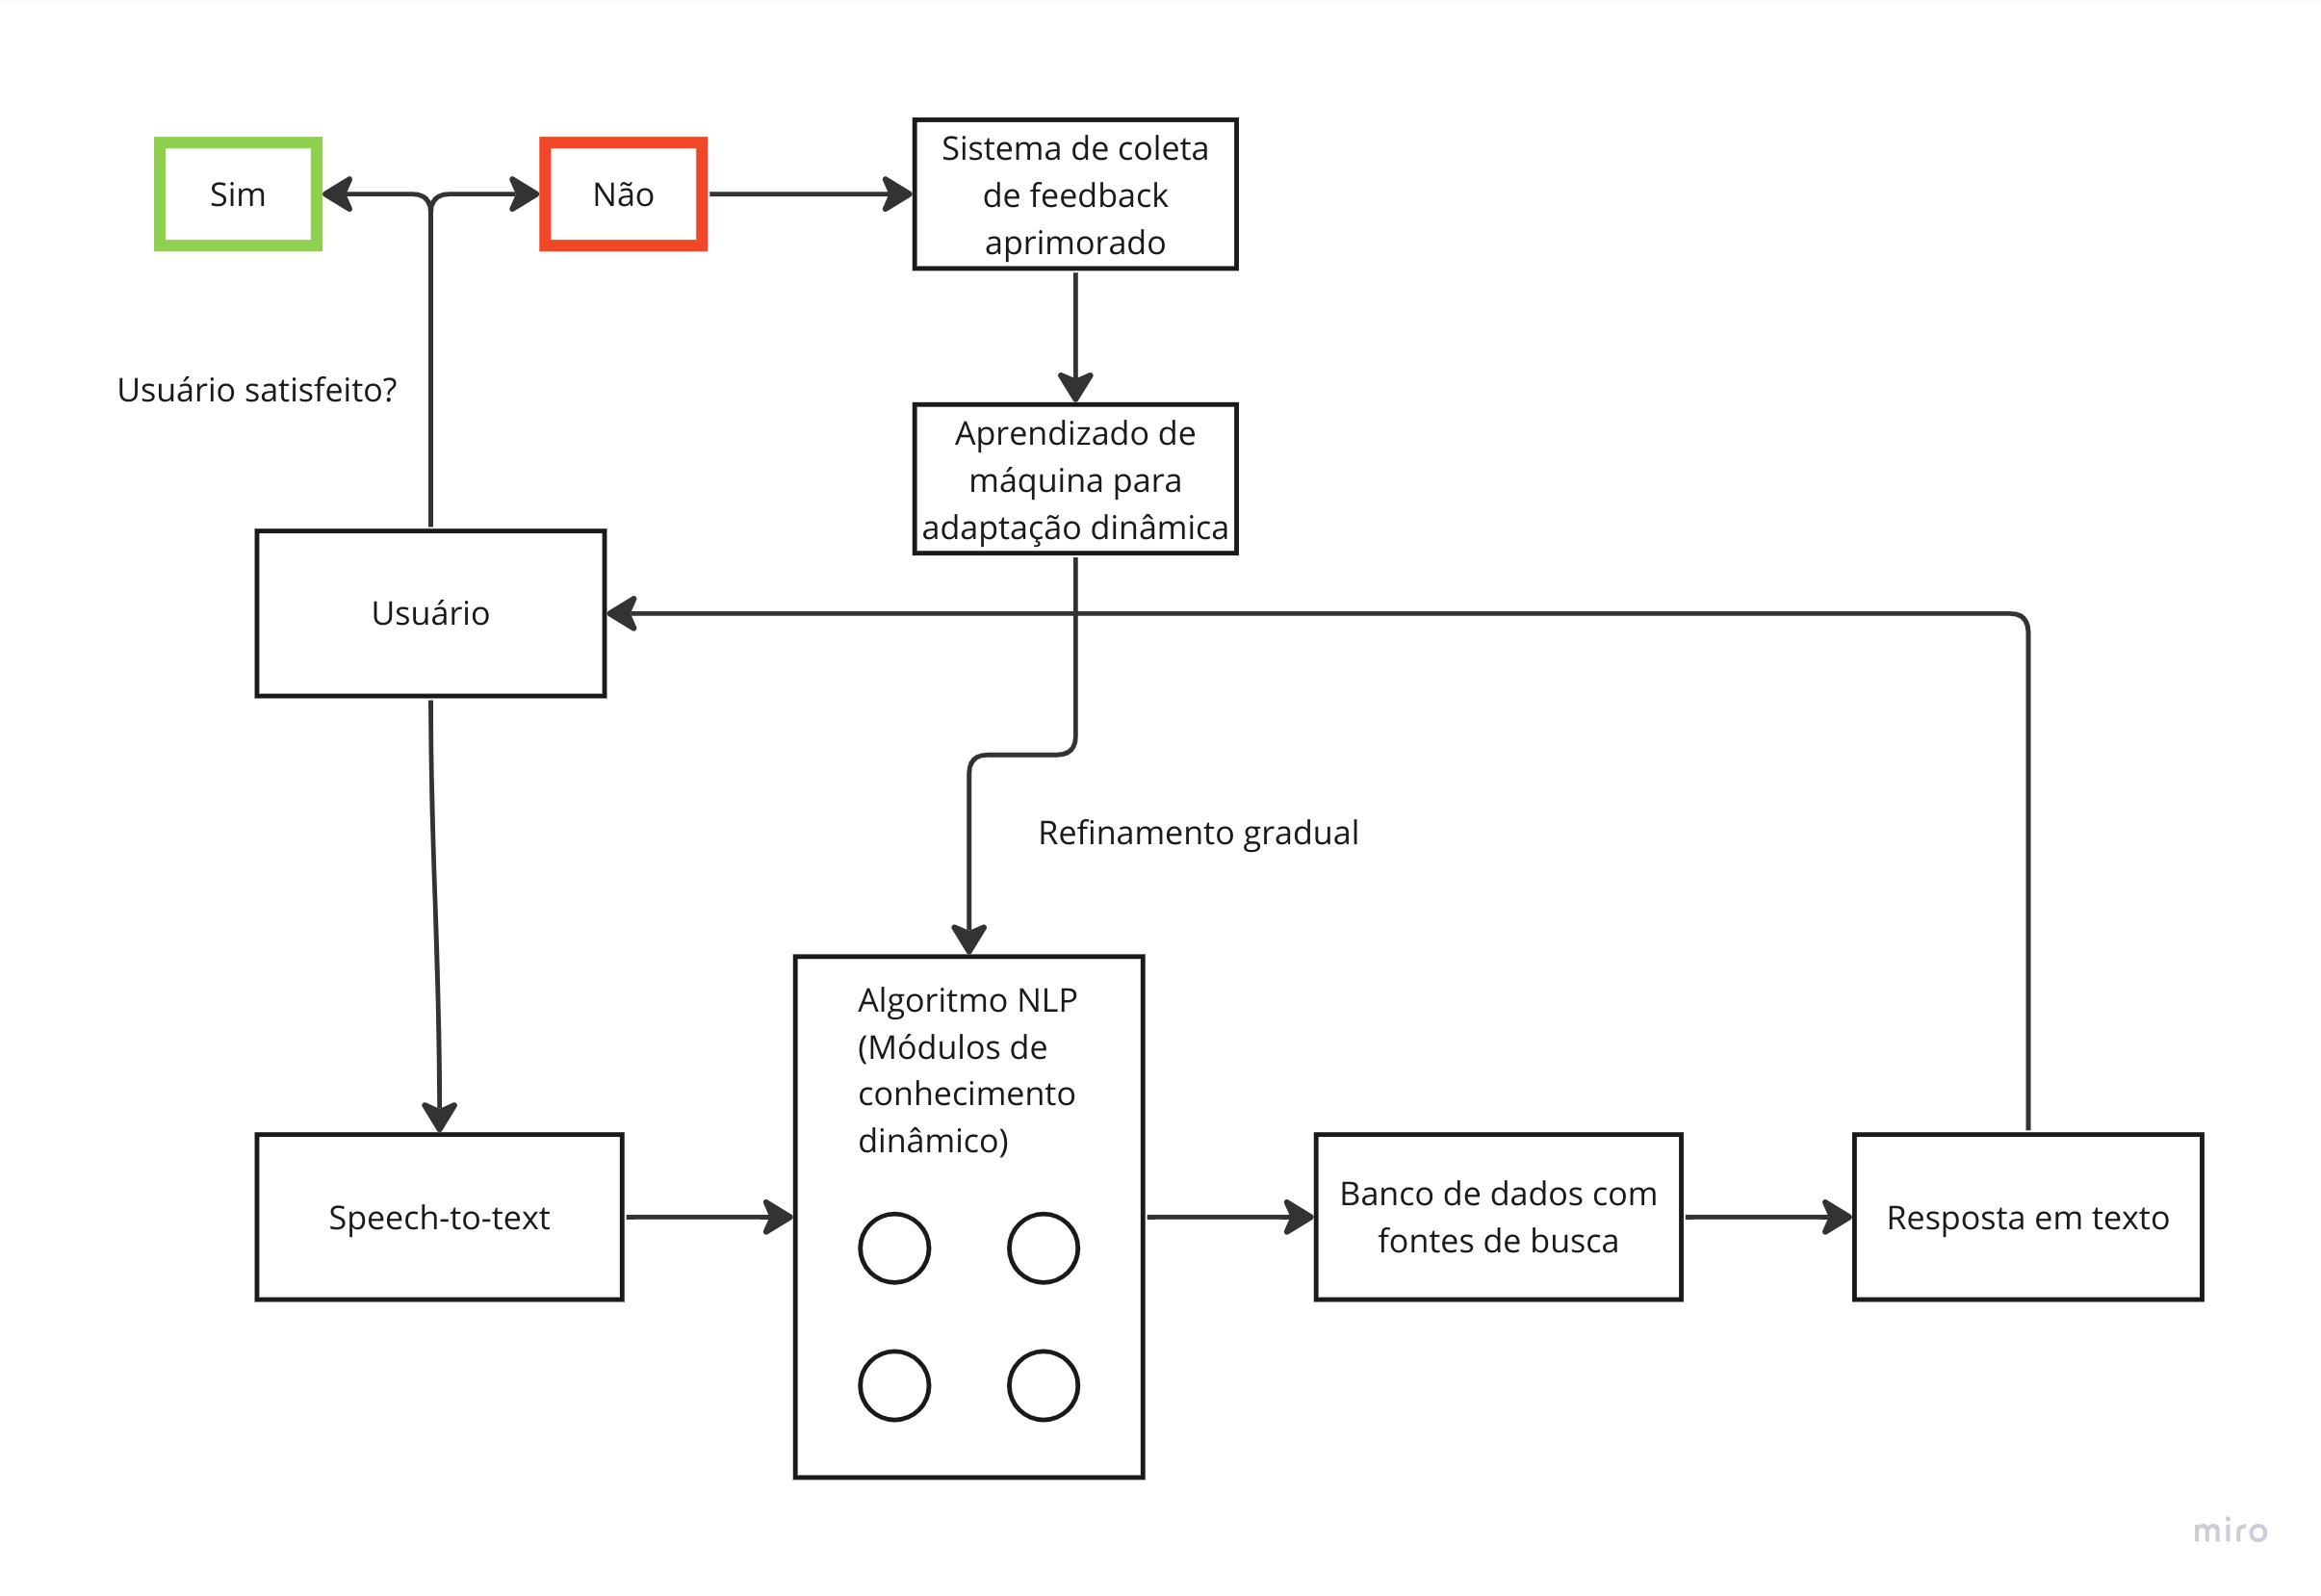 Sim
Não
Sistema de coleta
de feedback
aprimorado
Usuário satisfeito?
Aprendizado de
máquina para
adaptação dinâmica
Usuário
Refinamento gradual
Algoritmo NLP
(Módulos de
conhecimento
dinâmico)
Speech-to-text
Banco de dados com
fontes de busca
Resposta em texto
miro